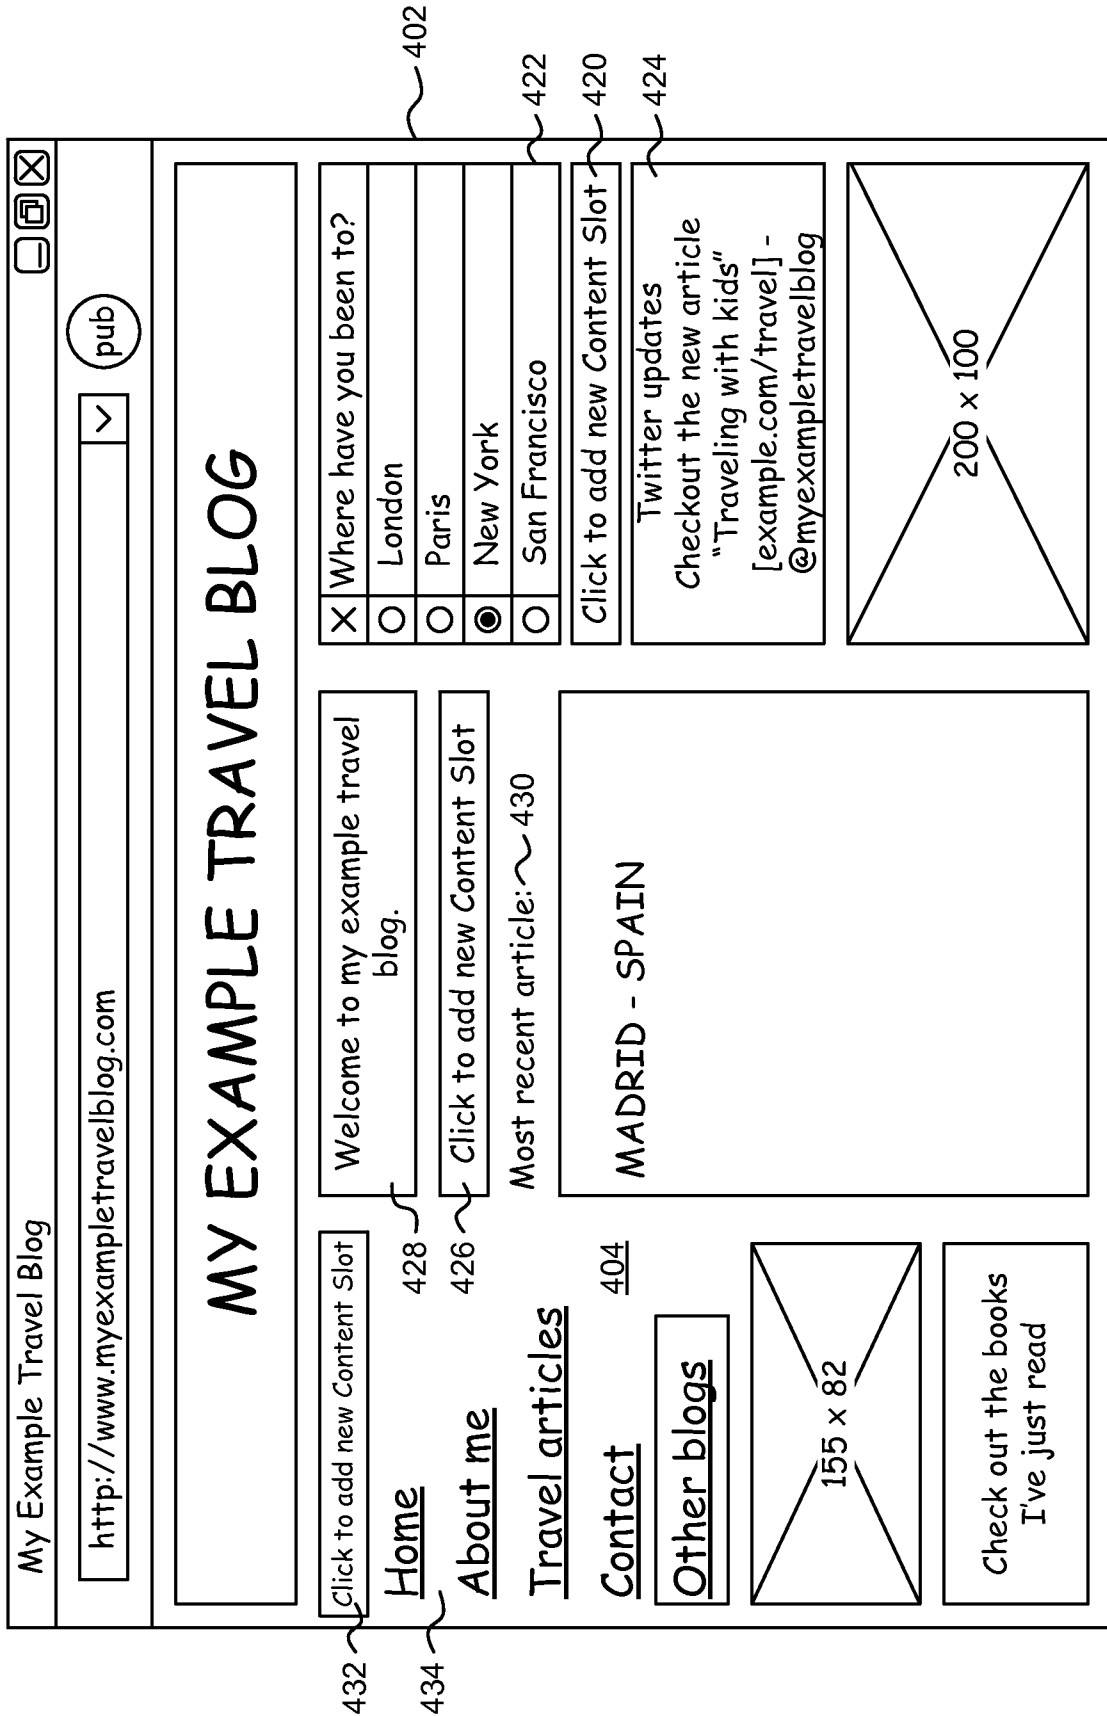 My Example Travel Blog
http://www.myexampletravelblog.com
pub
MY EXAMPLE TRAVEL BLOG
432
Click to add new Content Slot
434
Home
About me
Travel articles
Contact
404
Other blogs
155 x 82
Check out the books
I've just read
Welcome to my example travel
blog.
428
426
Click to add new Content Slot
Most recent article:
430
MADRID - SPAIN
402
X Where have you been to?
London
Paris
New York
San Francisco
422
Click to add new Content Slot
420
424
Twitter updates
Checkout the new article
"Traveling with kids"
[example.com/travel] -
@myexampletravelblog
200 x 100